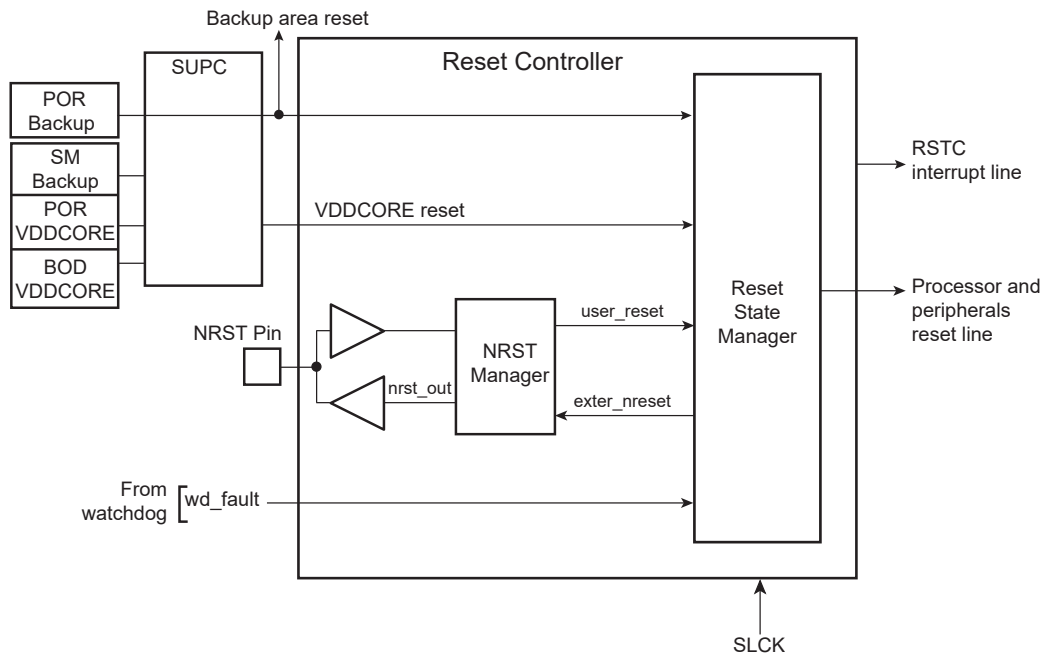 Backup area reset
SUPC
Reset Controller
POR
Backup
SM
Backup
POR
VDDCORE
BOD
VDDCORE
VDDCORE reset
RSTC
interrupt line
Reset
State
Manager
Processor and
peripherals
reset line
NRST Pin
NRST
Manager
user_reset
nrst_out
exter_nreset
From
watchdog
wd_fault
SLCK